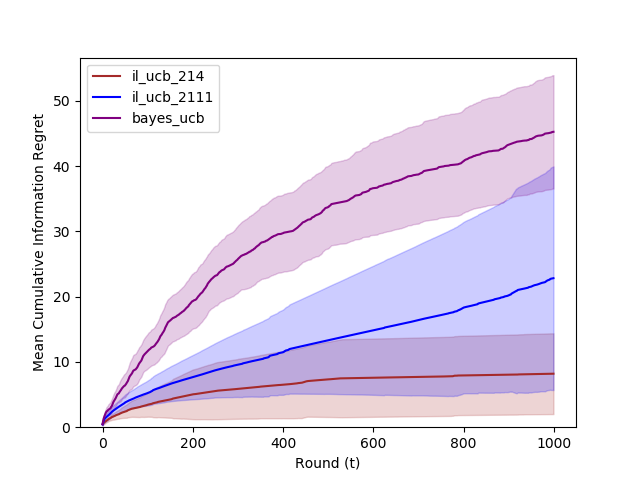 il_ucb_214
il_ucb_2111
bayes_ucb
Mean Cumulative Information Regret
50
40
30
20
10
0
0 200 400 600 800 1000
Round (t)